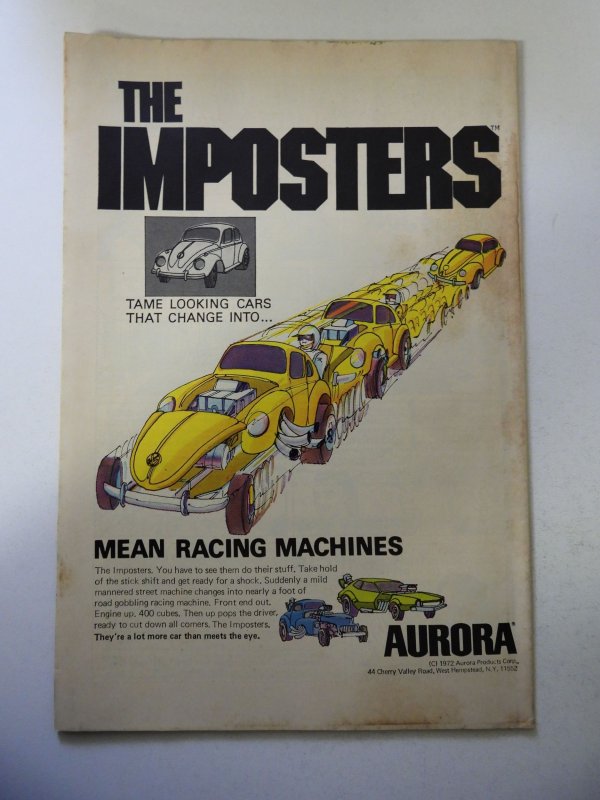 THE
IMPOSTERS™
TAME LOOKING CARS
THAT CHANGE INTO...
MEAN RACING MACHINES
The Imposters. You have to see them do their stuff. Take hold
of the stick shift and get ready for a shock. Suddenly a mild
mannered street machine changes into nearly a foot of
road gobbling racing machine. Front end out.
Engine up, 400 cubes. Then up pops the driver,
ready to cut down all comers. The Imposters.
They're a lot more car than meets the eye.
AURORA®
(C) 1972 Aurora Products Corp.,
44 Cherry Valley Road, West Hempstead, N.Y. 11552